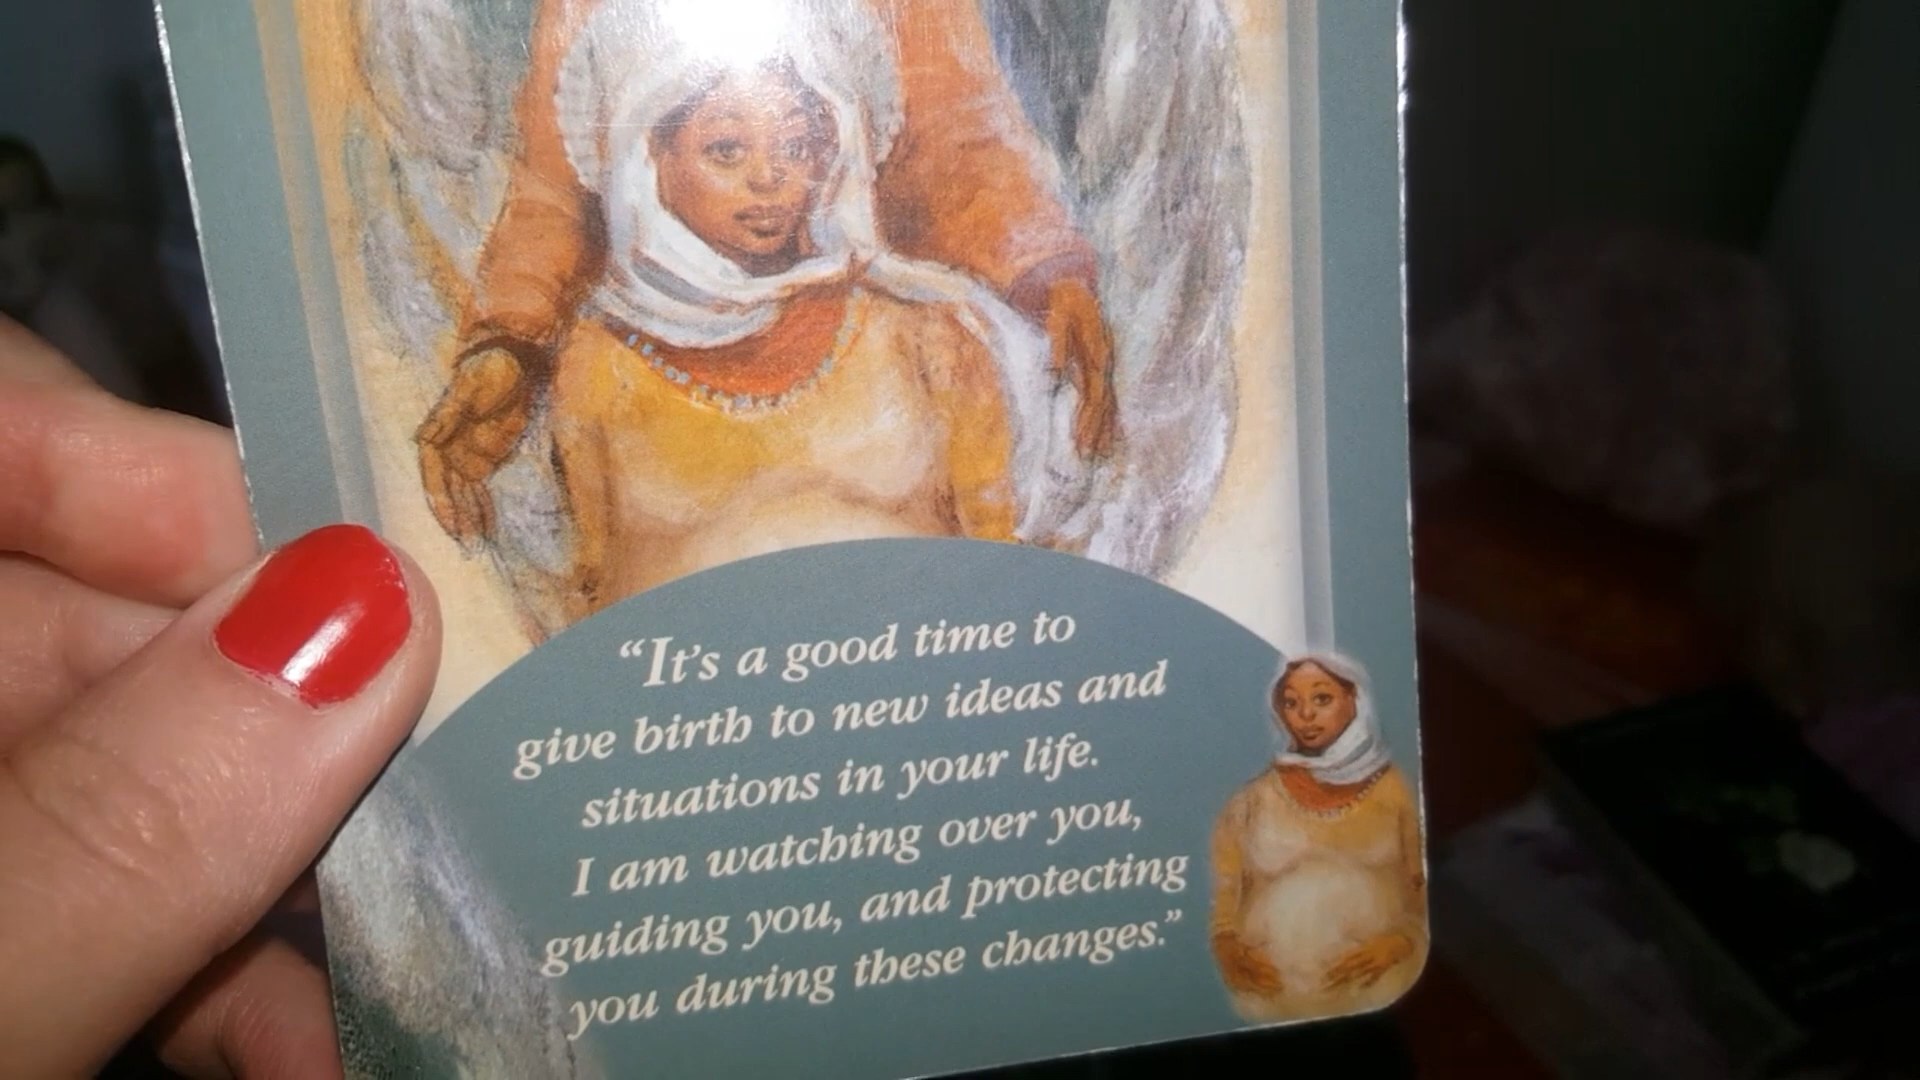 “It’s a good time to
give birth to new ideas and
situations in your life.
I am watching over you,
guiding you, and protecting
you during these changes.”